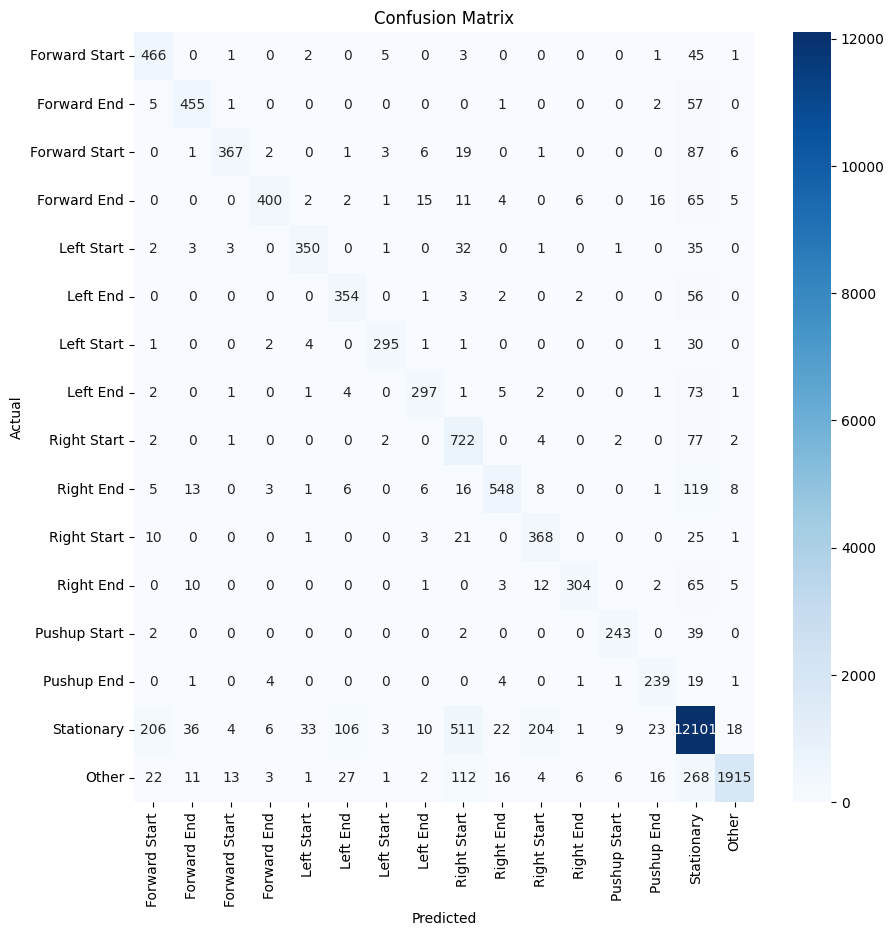 Confusion Matrix
Forward Start 466 0 1 0 2 0 5 0 3 0 0 0 0 1 45 1
Forward End 5 455 1 0 0 0 0 0 0 1 0 0 0 2 57 0
Forward Start 0 1 367 2 0 1 3 6 19 0 1 0 0 0 87 6
Forward End 0 0 0 400 2 2 1 15 11 4 0 6 0 16 65 5
Left Start 2 3 3 0 350 0 1 0 32 0 1 0 1 0 35 0
Left End 0 0 0 0 0 354 0 1 3 2 0 2 0 0 56 0
Left Start 1 0 0 2 4 0 295 1 1 0 0 0 0 1 30 0
Left End 2 0 1 0 1 4 0 297 1 5 2 0 0 1 73 1
Right Start 2 0 1 0 0 0 2 0 722 0 4 0 2 0 77 2
Right End 5 13 0 3 1 6 0 6 16 548 8 0 0 1 119 8
Right Start 10 0 0 0 1 0 0 3 21 0 368 0 0 0 25 1
Right End 0 10 0 0 0 0 0 1 0 3 12 304 0 2 65 5
Pushup Start 2 0 0 0 0 0 0 0 2 0 0 0 243 0 39 0
Pushup End 0 1 0 4 0 0 0 0 0 4 0 1 1 239 19 1
Stationary 206 36 4 6 33 106 3 10 511 22 204 1 9 23 12101 18
Other 22 11 13 3 1 27 1 2 112 16 4 6 6 16 268 1915
Actual
Forward Start
Forward End
Forward Start
Forward End
Left Start
Left End
Left Start
Left End
Right Start
Right End
Right Start
Right End
Pushup Start
Pushup End
Stationary
Other
Predicted
12000
10000
8000
6000
4000
2000
0